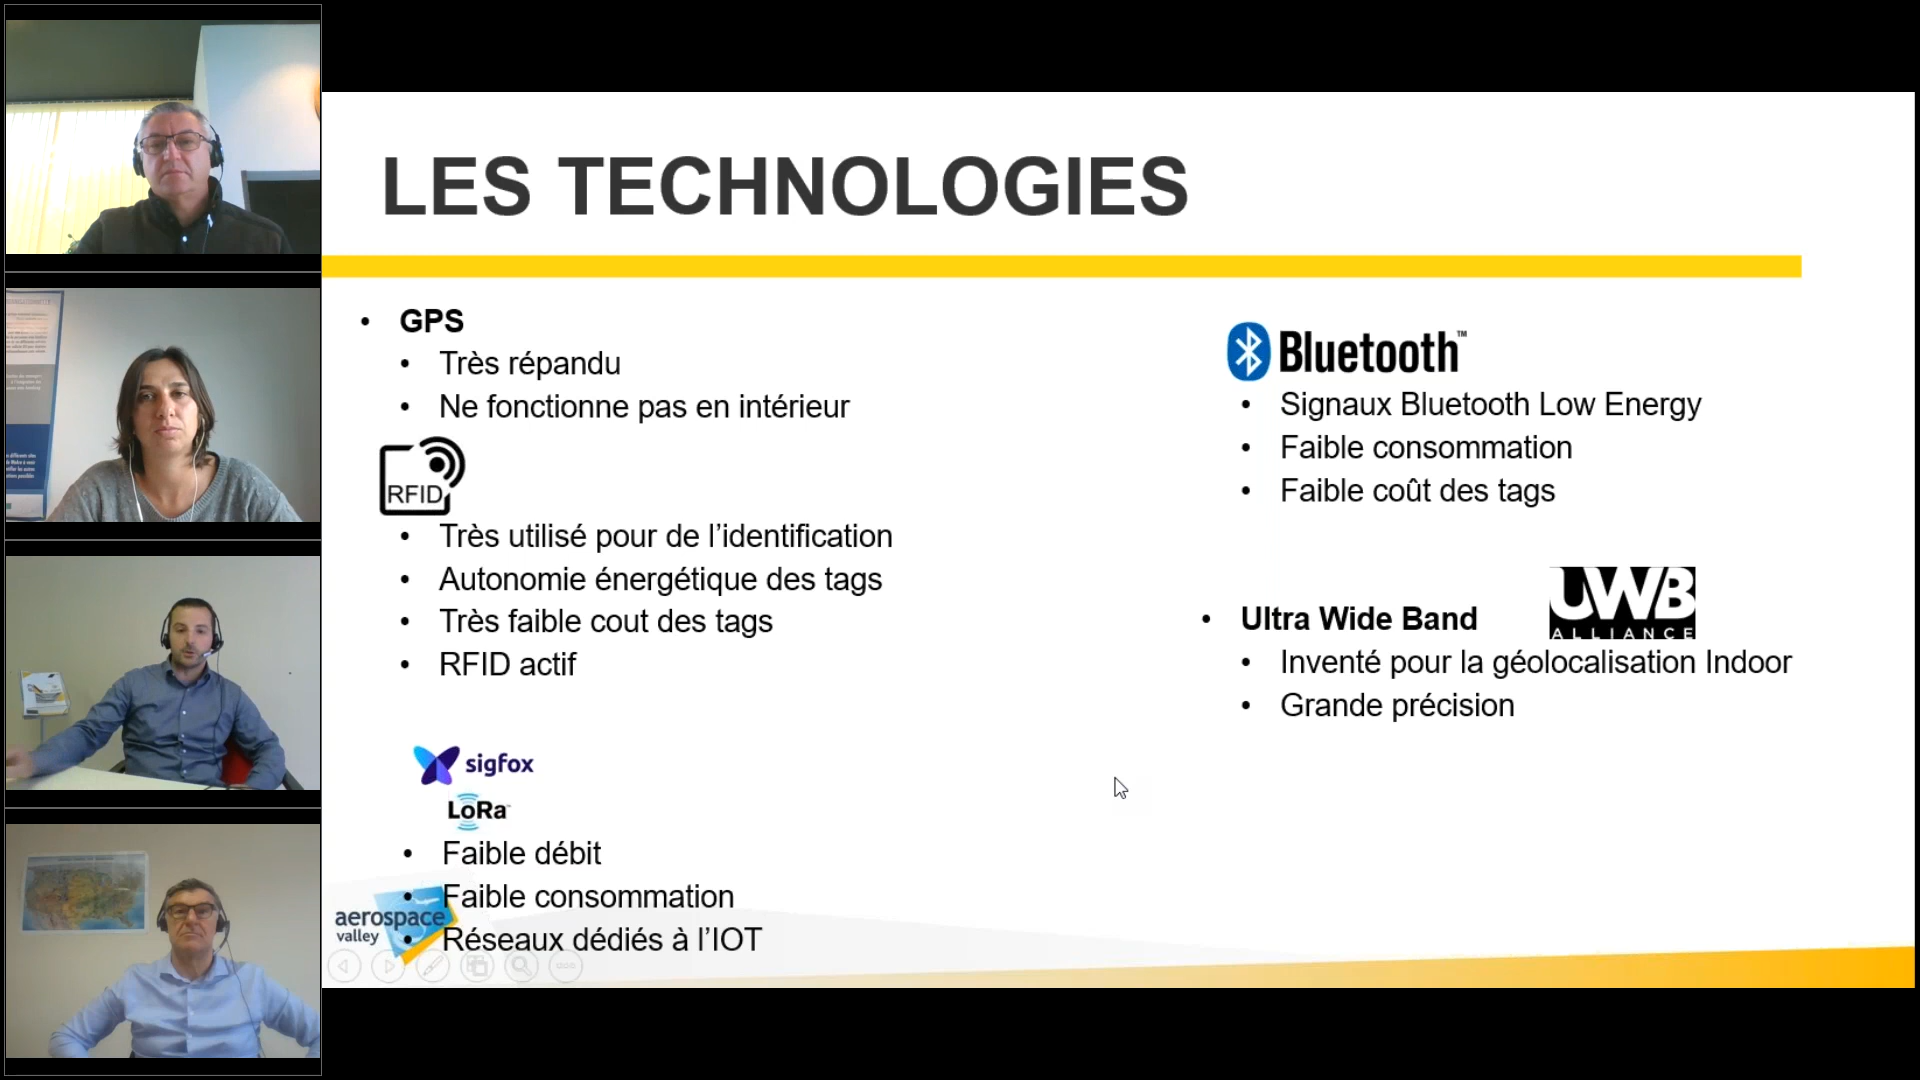 LES TECHNOLOGIES
• GPS
• Très répandu
• Ne fonctionne pas en intérieur
RFID
• Très utilisé pour de l’identification
• Autonomie énergétique des tags
• Très faible cout des tags
• RFID actif
sigfox
LoRa
• Faible débit
• Faible consommation
• Réseaux dédiés à l’IOT
aerospace
valley
Bluetooth™
• Signaux Bluetooth Low Energy
• Faible consommation
• Faible coût des tags
• Ultra Wide Band
UWB
ALLIANCE
• Inventé pour la géolocalisation Indoor
• Grande précision